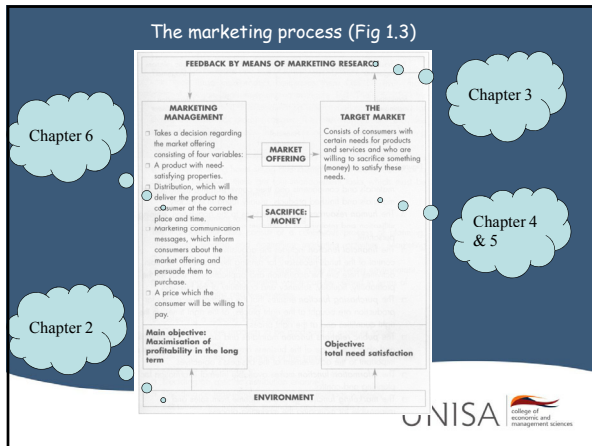 The marketing process (Fig 1.3)
FEEDBACK BY MEANS OF MARKETING RESEARCH
Chapter 6
MARKETING
MANAGEMENT
❒ Takes a decision regarding
the market offering
consisting of four variables:
❒ A product with need-
satisfying properties.
❒ Distribution, which will
deliver the product to the
consumer at the correct
place and time.
❒ Marketing communication
messages, which inform
consumers about the
market offering and
persuade them to
purchase.
❒ A price which the
consumer will be willing to
pay.
Main objective:
Maximisation of
profitability in the long
term
MARKET
OFFERING
SACRIFICE:
MONEY
THE
TARGET MARKET
Consists of consumers with
certain needs for products
and services and who are
willing to sacrifice something
(money) to satisfy these
needs.
Objective:
total need satisfaction
Chapter 3
Chapter 4
& 5
Chapter 2
ENVIRONMENT
UNISA
college of
economic and
management sciences